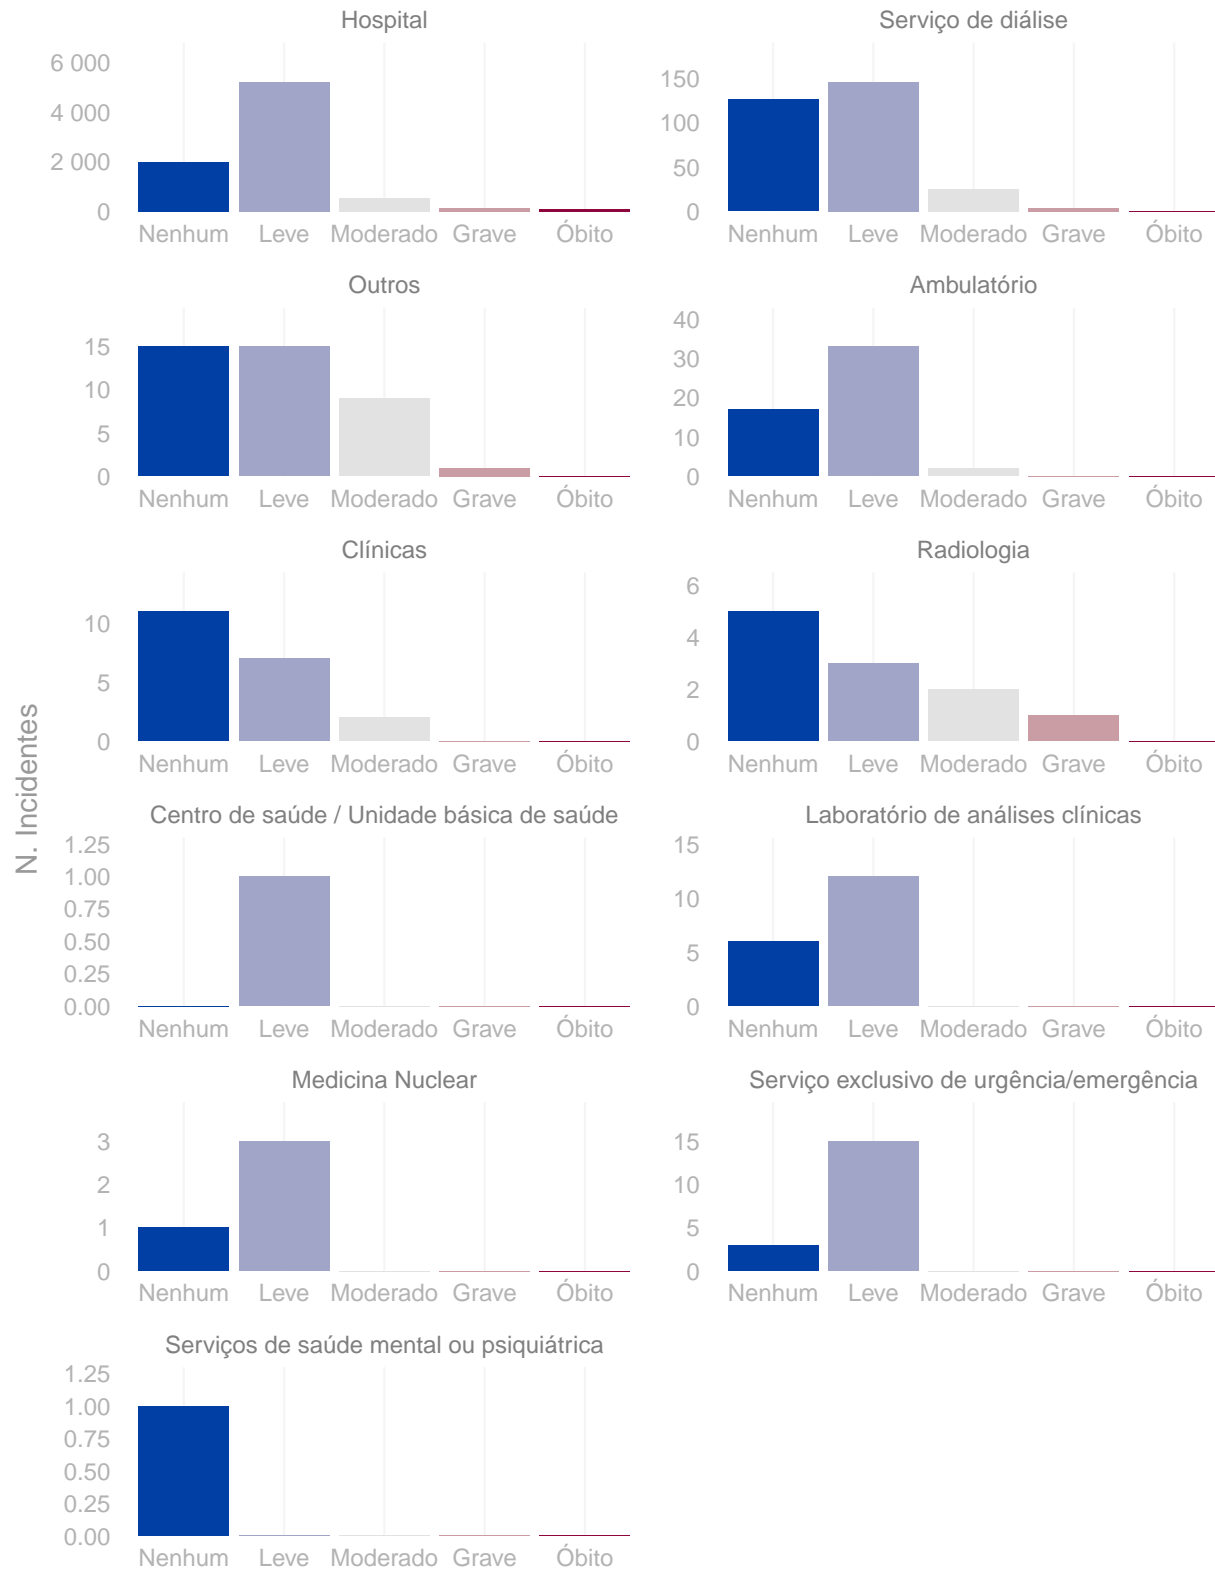 Hospital
6 000
4 000
2 000
0
Nenhum Leve Moderado Grave Óbito
Serviço de diálise
150
100
50
0
Nenhum Leve Moderado Grave Óbito
Outros
15
10
5
0
Nenhum Leve Moderado Grave Óbito
Ambulatório
40
30
20
10
0
Nenhum Leve Moderado Grave Óbito
Clínicas
10
5
0
Nenhum Leve Moderado Grave Óbito
Radiologia
6
4
2
0
Nenhum Leve Moderado Grave Óbito
N. Incidentes
Centro de saúde / Unidade básica de saúde
1.25
1.00
0.75
0.50
0.25
0.00
Nenhum Leve Moderado Grave Óbito
Laboratório de análises clínicas
15
10
5
0
Nenhum Leve Moderado Grave Óbito
Medicina Nuclear
3
2
1
0
Nenhum Leve Moderado Grave Óbito
Serviço exclusivo de urgência/emergência
15
10
5
0
Nenhum Leve Moderado Grave Óbito
Serviços de saúde mental ou psiquiátrica
1.25
1.00
0.75
0.50
0.25
0.00
Nenhum Leve Moderado Grave Óbito